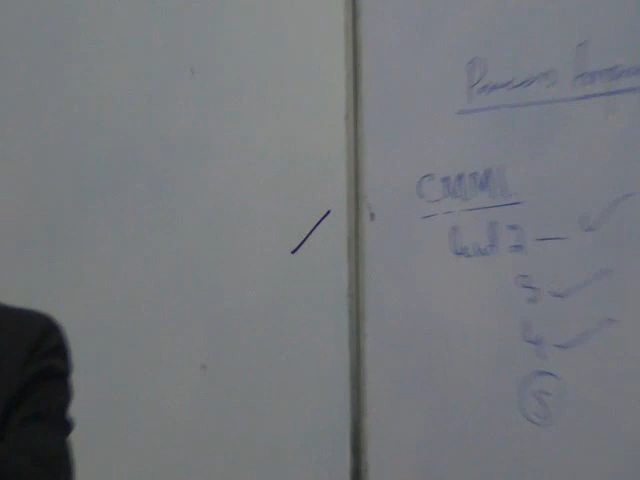 Process
CMMI
Level 2 – ✓
3 ✓
4 ✓
5